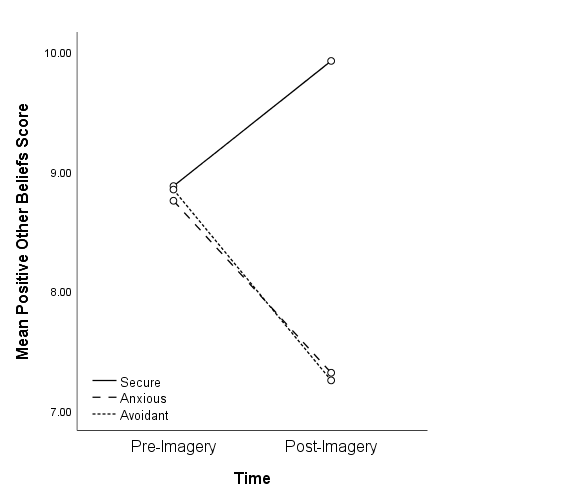 10.00
9.00
8.00
7.00
Mean Positive Other Beliefs Score
Secure
Anxious
Avoidant
Pre-Imagery
Post-Imagery
Time